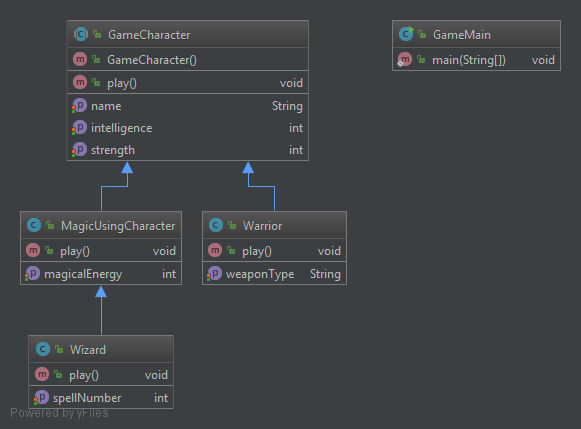 GameCharacter
GameCharacter()
play() void
name String
intelligence int
strength int
GameMain
main(String[]) void
MagicUsingCharacter
play() void
magicalEnergy int
Warrior
play() void
weaponType String
Wizard
play() void
spellNumber int
Powered by yFiles